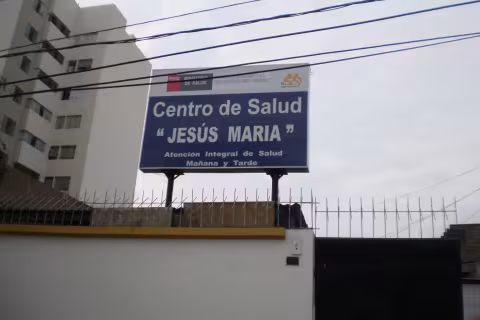 Centro de Salud
“ JESÚS MARIA ”
Atención Integral de Salud
Mañana y Tarde